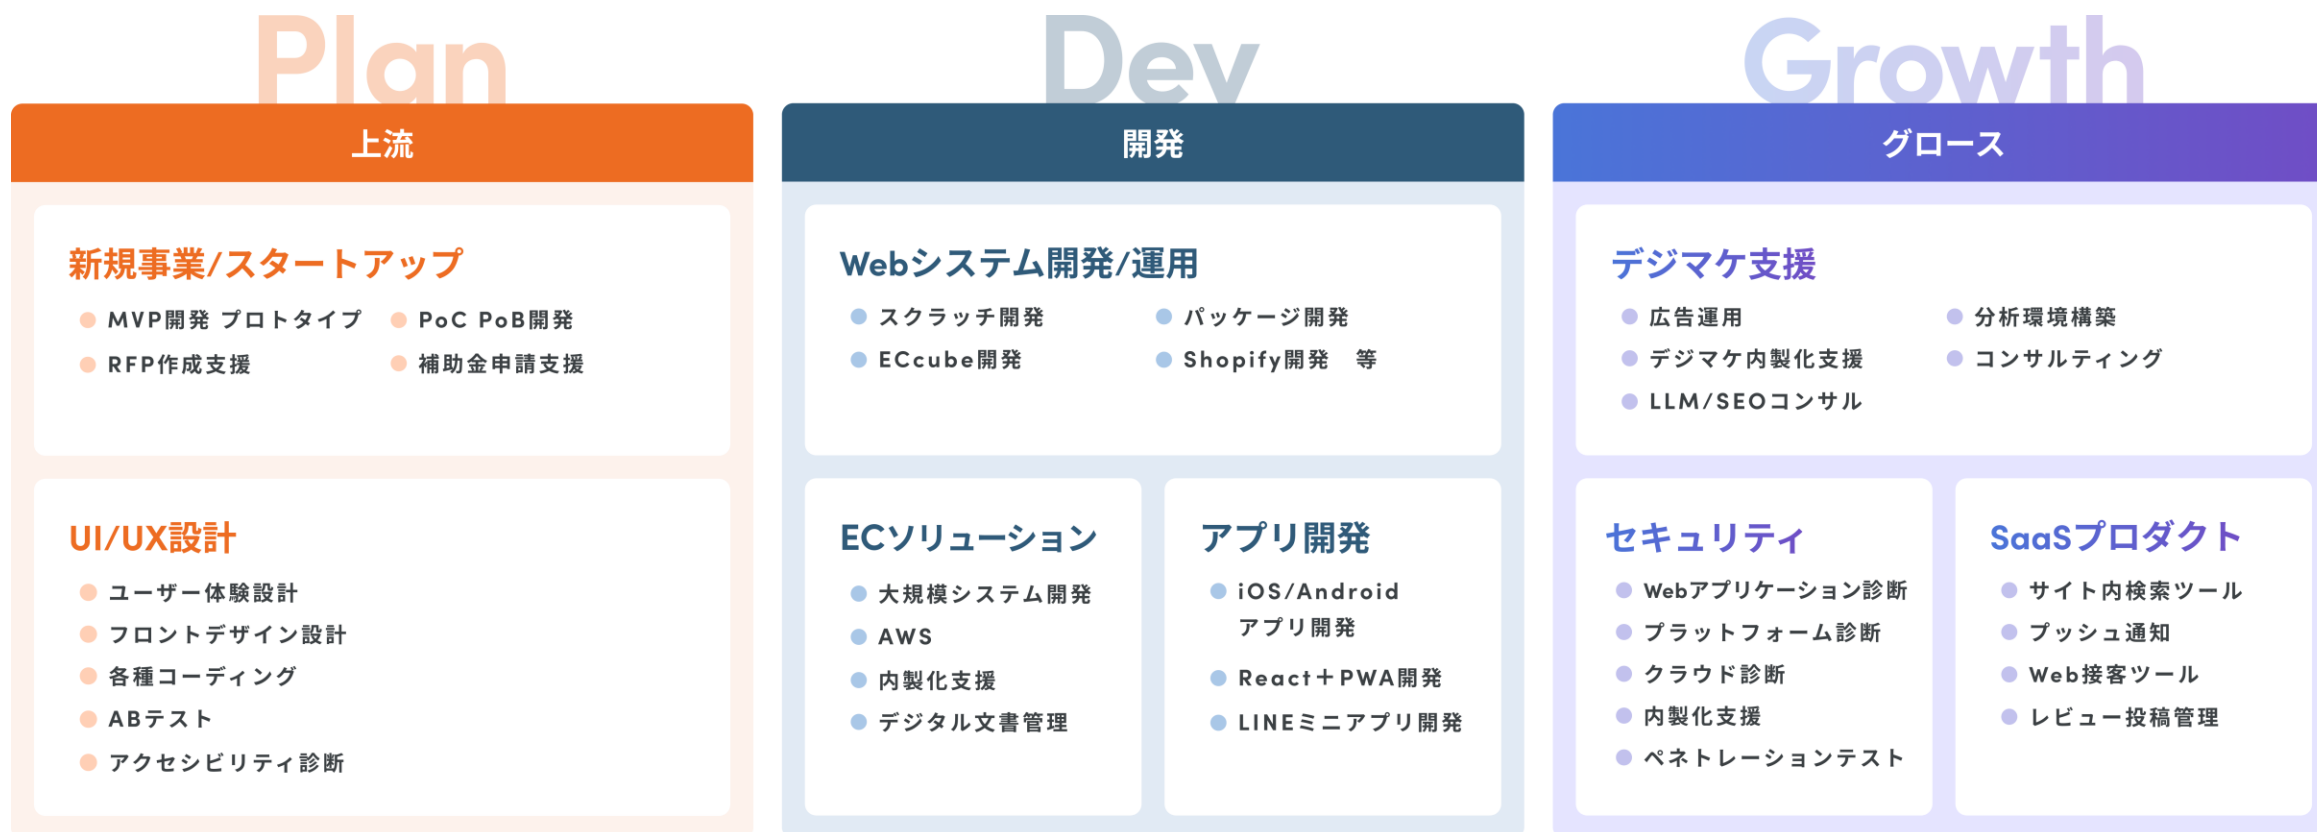 Plan
上流
新規事業/スタートアップ
MVP開発 プロトタイプ
PoC PoB開発
RFP作成支援
補助金申請支援
UI/UX設計
ユーザー体験設計
フロントデザイン設計
各種コーディング
ABテスト
アクセシビリティ診断
Dev
開発
Webシステム開発/運用
スクラッチ開発
パッケージ開発
ECcube開発
Shopify開発　等
ECソリューション
大規模システム開発
AWS
内製化支援
デジタル文書管理
アプリ開発
iOS/Android
アプリ開発
React＋PWA開発
LINEミニアプリ開発
Growth
グロース
デジマケ支援
広告運用
分析環境構築
デジマケ内製化支援
コンサルティング
LLM/SEOコンサル
セキュリティ
Webアプリケーション診断
プラットフォーム診断
クラウド診断
内製化支援
ペネトレーションテスト
SaaSプロダクト
サイト内検索ツール
プッシュ通知
Web接客ツール
レビュー投稿管理